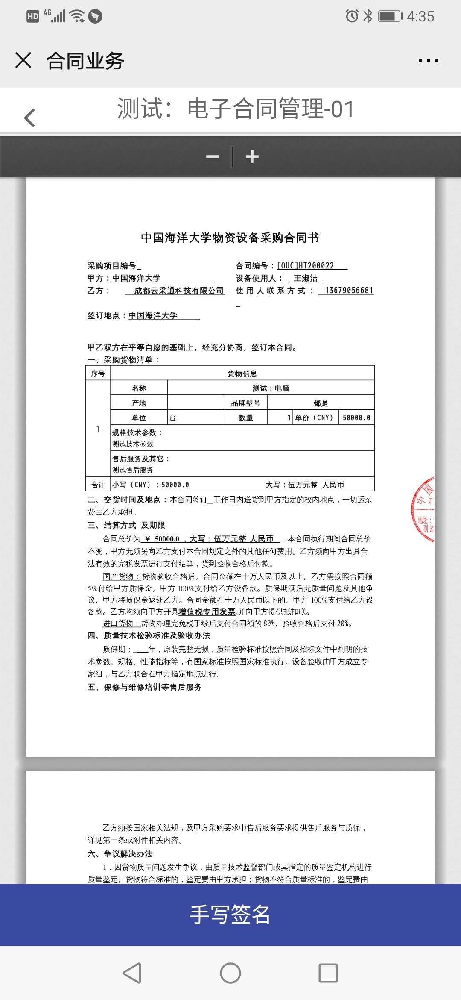 HD 4G 4:35
合同业务
测试：电子合同管理-01
中国海洋大学物资设备采购合同书
采购项目编号_ 合同编号：[OUC]HT200022
甲方：中国海洋大学 设备使用人： 王淑洁
乙方： 成都云采通科技有限公司 使用人联系方式： 13679056681
签订地点：中国海洋大学
甲乙双方在平等自愿的基础上，经充分协商，签订本合同。
一、采购货物清单：
序号 货物信息
名称 测试：电脑
产地 品牌型号 都是
单位 台 数量 1 单价（CNY） 50000.0
1
规格技术参数：
测试技术参数
售后服务及其它：
测试售后服务
合计 小写（CNY）：50000.0 大写：伍万元整 人民币
二、交货时间及地点：本合同签订_工作日内送货到甲方指定的校内地点，一切运杂
费由乙方承担。
三、结算方式 及期限
合同总价为 ￥ 50000.0 ，大写：伍万元整 人民币 ；本合同执行期间合同总价
不变，甲方无须另向乙方支付本合同规定之外的其他任何费用。乙方须向甲方出具合
法有效的完税发票进行支付结算，货到验收合格后付款。
国产货物：货物验收合格后，合同金额在十万人民币及以上，乙方需按照合同额
5%付给甲方质保金，甲方 100%支付给乙方设备款。质保期满后无质量问题及其他争
议，甲方将质保金返还乙方。合同金额在十万人民币以下的，甲方 100%支付给乙方设
备款。乙方均须向甲方开具增值税专用发票,并向甲方提供抵扣联。
进口货物：货物办理完免税手续后支付合同额的 80%，验收合格后支付 20%。
四、质量技术检验标准及验收办法
质保期：____年，原装完整无损，质量检验标准按照合同及招标文件中列明的技
术参数、规格、性能指标等，有国家标准按照国家标准执行。设备验收由甲方成立专
家组，与乙方联合在甲方指定地点进行。
五、保修与维修培训等售后服务
中国
地址：
到站
乙方须按国家相关法规，及甲方采购要求中售后服务要求提供售后服务与质保，
详见第一条或附件相关内容。
六、争议解决办法
1．因货物质量问题发生争议，由质量技术监督部门或其指定的质量鉴定机构进行
质量鉴定。货物符合标准的，鉴定费由甲方承担；货物不符合质量标准的，鉴定费由
手写签名